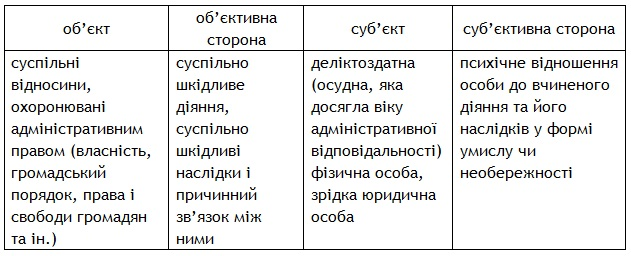 об’єкт
об’єктивна
сторона
суб’єкт
суб’єктивна сторона
суспільні
відносини,
охоронювані
адміністративним
правом (власність,
громадський
порядок, права і
свободи громадян
та ін.)
суспільно
шкідливе
діяння,
суспільно
шкідливі
наслідки і
причинний
зв’язок між
ними
деліктоздатна
(осудна, яка
досягла віку
адміністративної
відповідальності)
фізична особа,
зрідка юридична
особа
психічне відношення
особи до вчиненого
діяння та його
наслідків у формі
умислу чи
необережності